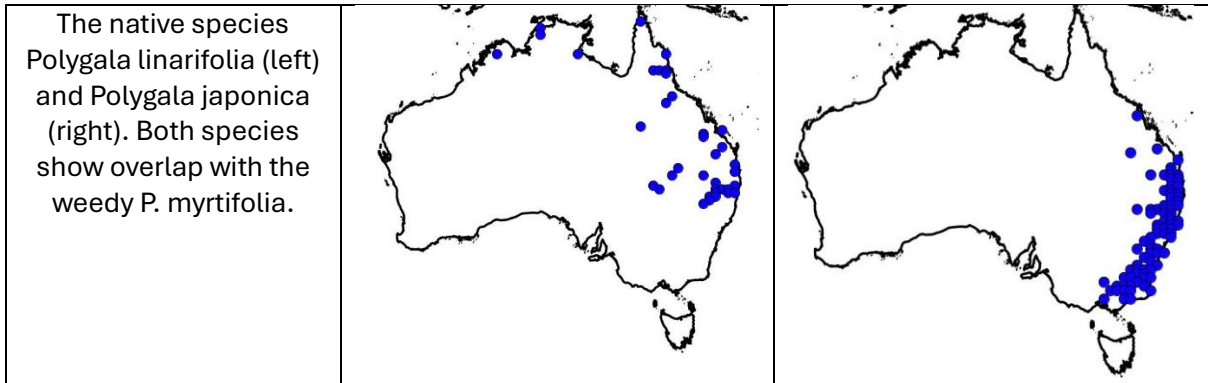 The native species
Polygala linarifolia (left)
and Polygala japonica
(right). Both species
show overlap with the
weedy P. myrtifolia.